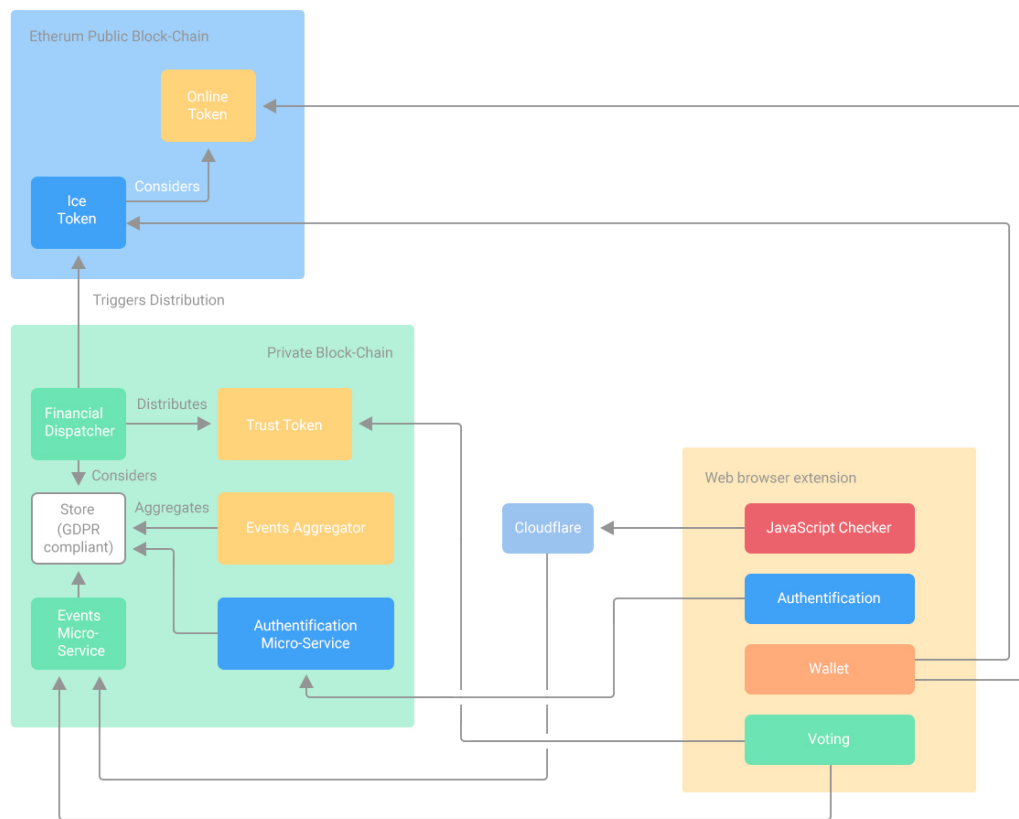 Etherum Public Block-Chain
Online
Token
Considers
Ice
Token
Triggers Distribution
Private Block-Chain
Financial
Dispatcher
Distributes
Trust Token
Considers
Store
(GDPR
compliant)
Aggregates
Events Aggregator
Events
Micro-
Service
Authentification
Micro-Service
Cloudflare
Web browser extension
JavaScript Checker
Authentification
Wallet
Voting